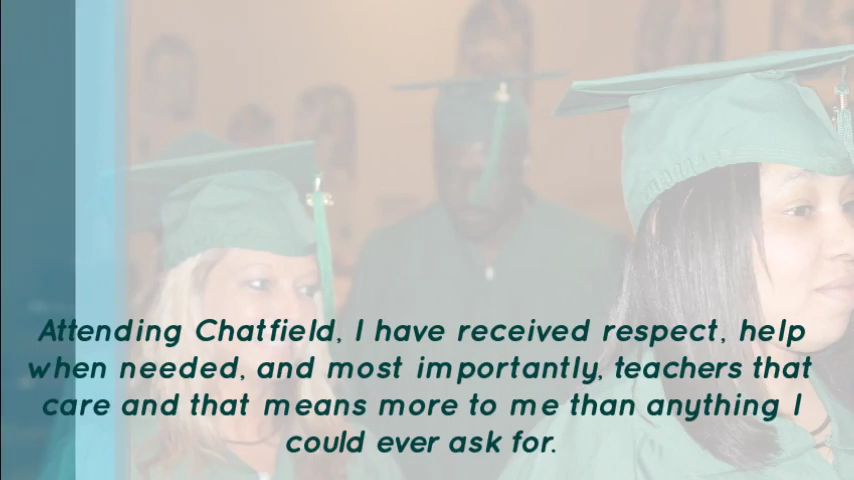 Attending Chatfield, I have received respect, help
when needed, and most importantly, teachers that
care and that means more to me than anything I
could ever ask for.